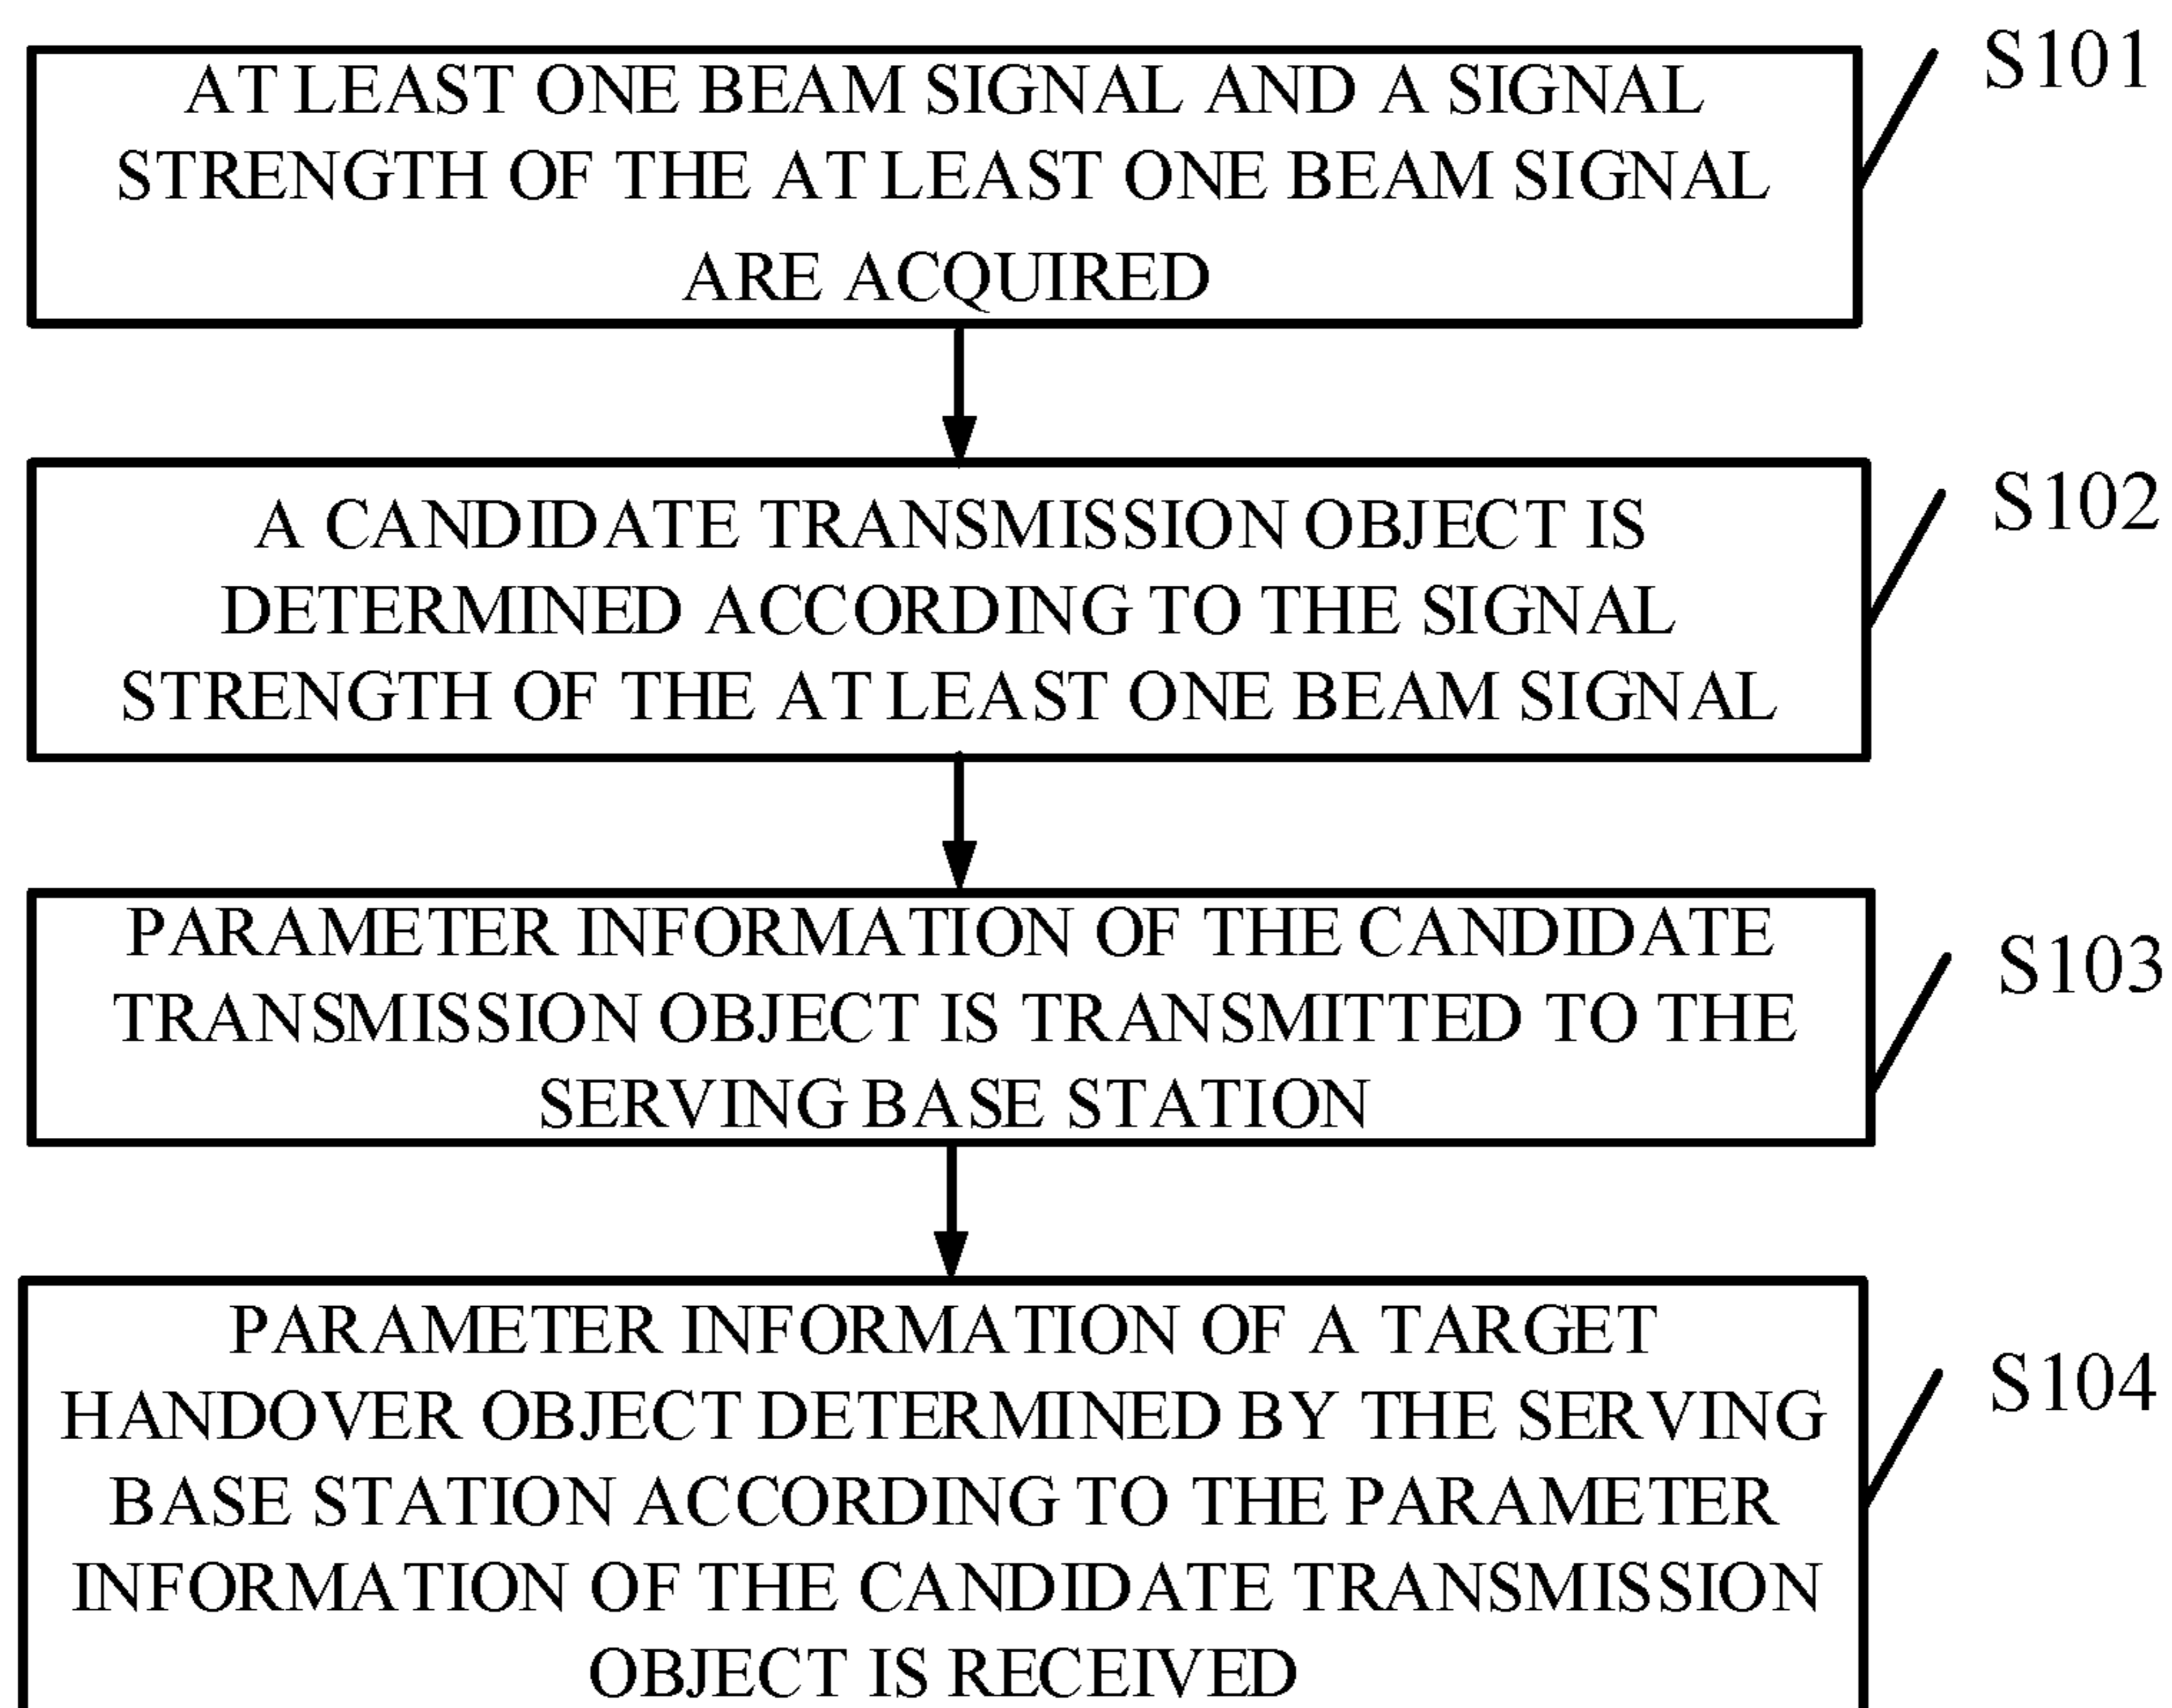 AT LEAST ONE BEAM SIGNAL AND A SIGNAL
STRENGTH OF THE AT LEAST ONE BEAM SIGNAL
ARE ACQUIRED
S101
A CANDIDATE TRANSMISSION OBJECT IS
DETERMINED ACCORDING TO THE SIGNAL
STRENGTH OF THE AT LEAST ONE BEAM SIGNAL
S102
PARAMETER INFORMATION OF THE CANDIDATE
TRANSMISSION OBJECT IS TRANSMITTED TO THE
SERVING BASE STATION
S103
PARAMETER INFORMATION OF A TARGET
HANDOVER OBJECT DETERMINED BY THE SERVING
BASE STATION ACCORDING TO THE PARAMETER
INFORMATION OF THE CANDIDATE TRANSMISSION
OBJECT IS RECEIVED
S104